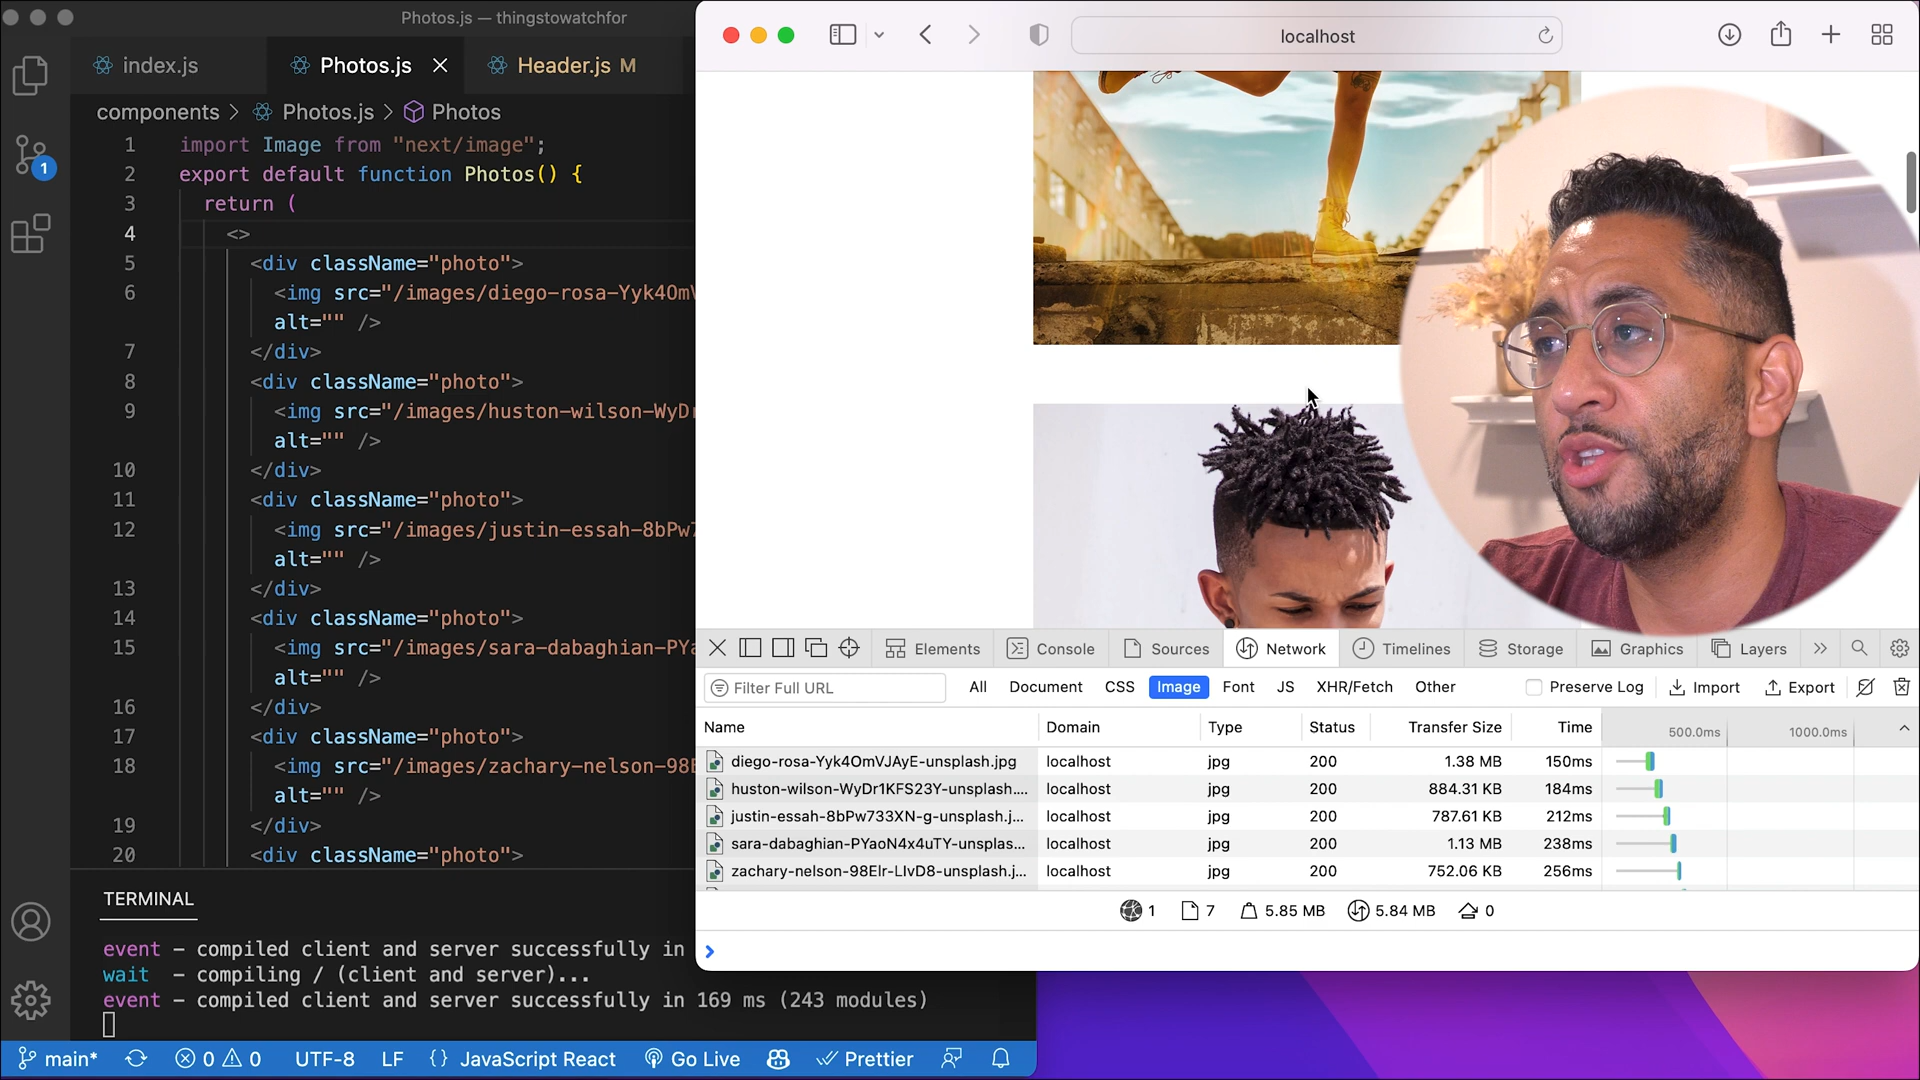 Photos.js — thingstowatchfor
index.js
Photos.js
Header.js M
components > Photos.js > Photos
1
1 import Image from "next/image";
2 export default function Photos() {
3 return (
4 <>
5 <div className="photo">
6 <img src="/images/diego-rosa-Yyk4OmV
alt="" />
7 </div>
8 <div className="photo">
9 <img src="/images/huston-wilson-WyDr
alt="" />
10 </div>
11 <div className="photo">
12 <img src="/images/justin-essah-8bPw7
alt="" />
13 </div>
14 <div className="photo">
15 <img src="/images/sara-dabaghian-PYa
alt="" />
16 </div>
17 <div className="photo">
18 <img src="/images/zachary-nelson-98E
alt="" />
19 </div>
20 <div className="photo">
TERMINAL
event – compiled client and server successfully in
wait – compiling / (client and server)...
event – compiled client and server successfully in 169 ms (243 modules)
main* 0 0 UTF-8 LF {} JavaScript React Go Live Prettier
localhost
Elements Console Sources Network Timelines Storage Graphics Layers
Filter Full URL All Document CSS Image Font JS XHR/Fetch Other Preserve Log Import Export
Name Domain Type Status Transfer Size Time 500.0ms 1000.0ms
diego-rosa-Yyk4OmVJAyE-unsplash.jpg localhost jpg 200 1.38 MB 150ms
huston-wilson-WyDr1KFS23Y-unsplash.... localhost jpg 200 884.31 KB 184ms
justin-essah-8bPw733XN-g-unsplash.j... localhost jpg 200 787.61 KB 212ms
sara-dabaghian-PYaoN4x4uTY-unsplas... localhost jpg 200 1.13 MB 238ms
zachary-nelson-98Elr-LIvD8-unsplash.j... localhost jpg 200 752.06 KB 256ms
1 7 5.85 MB 5.84 MB 0